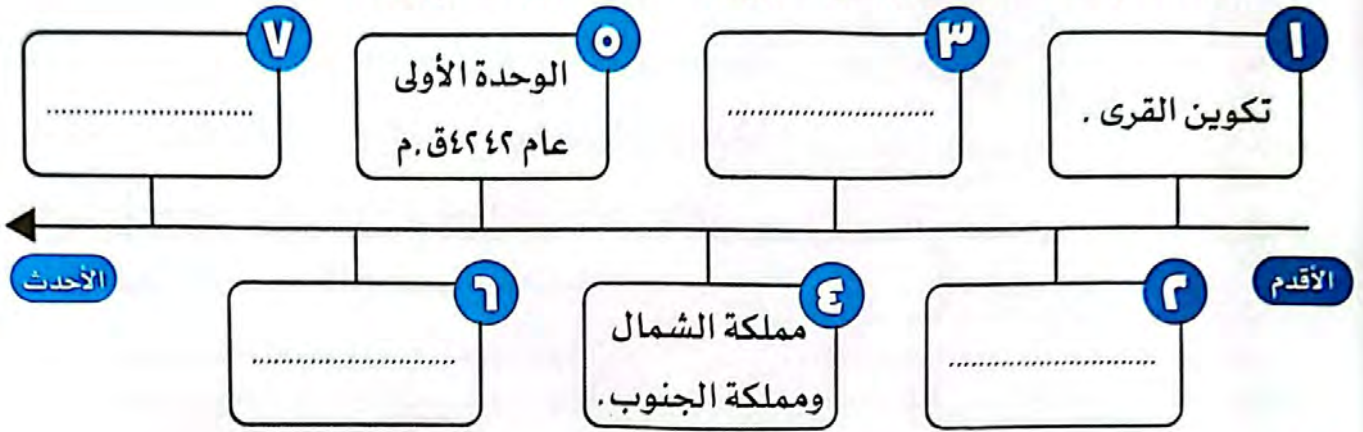 ١
تكوين القرى .
٢
........................
٣
........................
٤
مملكة الشمال
ومملكة الجنوب.
٥
الوحدة الأولى
عام ٤٢٤٢ق.م
٦
........................
٧
........................
الأقدم
الأحدث